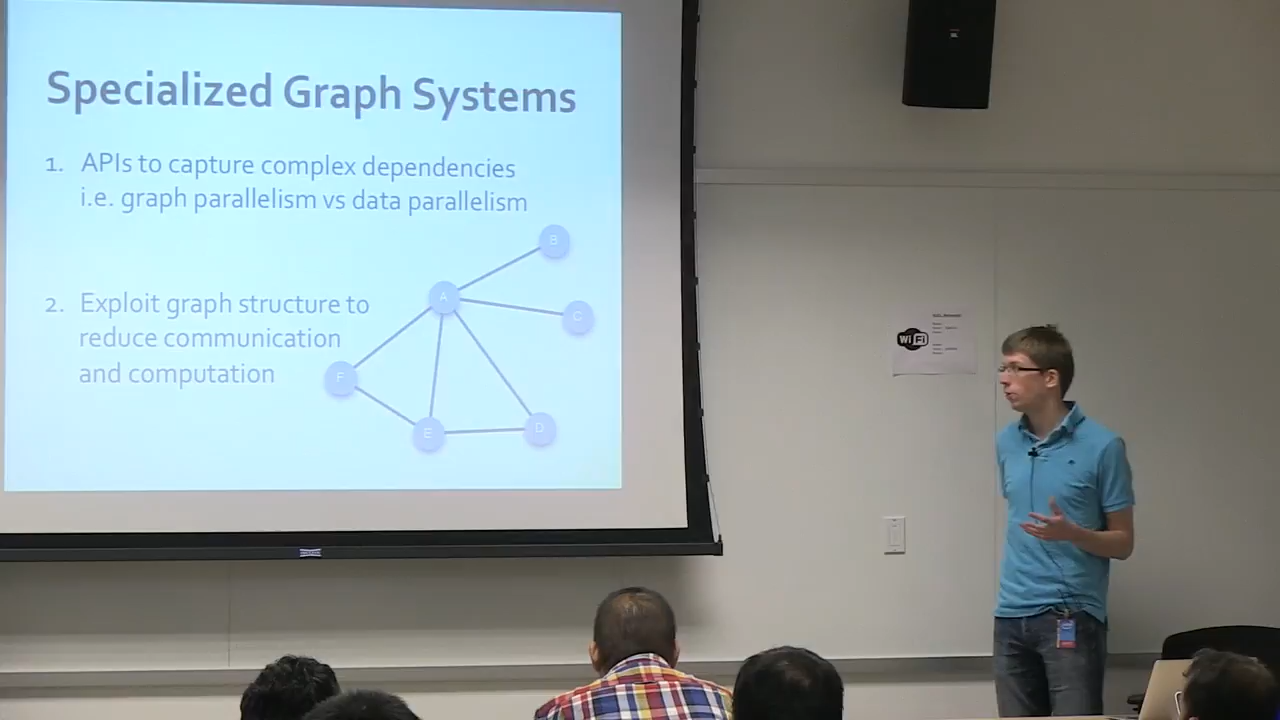 Specialized Graph Systems
1. APIs to capture complex dependencies
i.e. graph parallelism vs data parallelism
2. Exploit graph structure to
reduce communication
and computation
B
A
C
F
E
D
WiFi